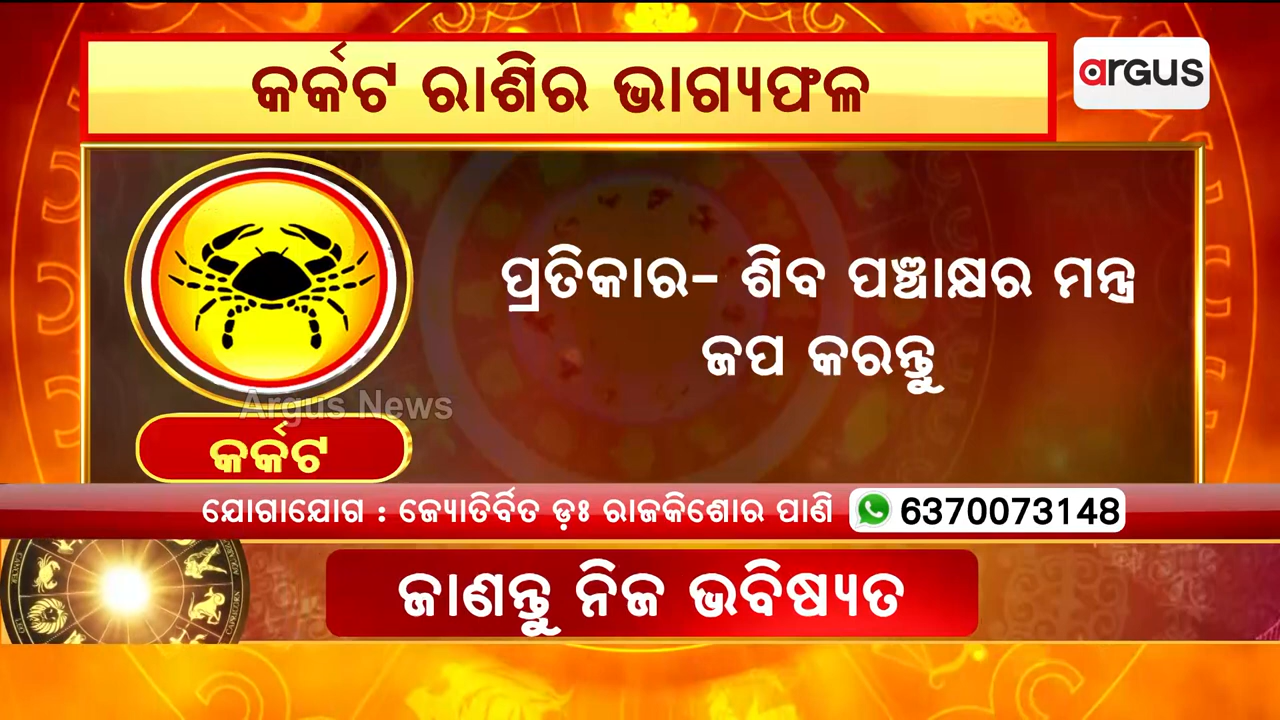 କର୍କଟ ରାଶିର ଭାଗ୍ୟଫଳ
argus
ପ୍ରତିକାର- ଶିବ ପଞ୍ଚାକ୍ଷର ମନ୍ତ୍ର
ଜପ କରନ୍ତୁ
Argus News
କର୍କଟ
ଯୋଗାଯୋଗ : ଜ୍ୟୋତିର୍ବିତ ଡ଼ଃ ରାଜକିଶୋର ପାଣି 6370073148
ଜାଣନ୍ତୁ ନିଜ ଭବିଷ୍ୟତ
CAPRICORN